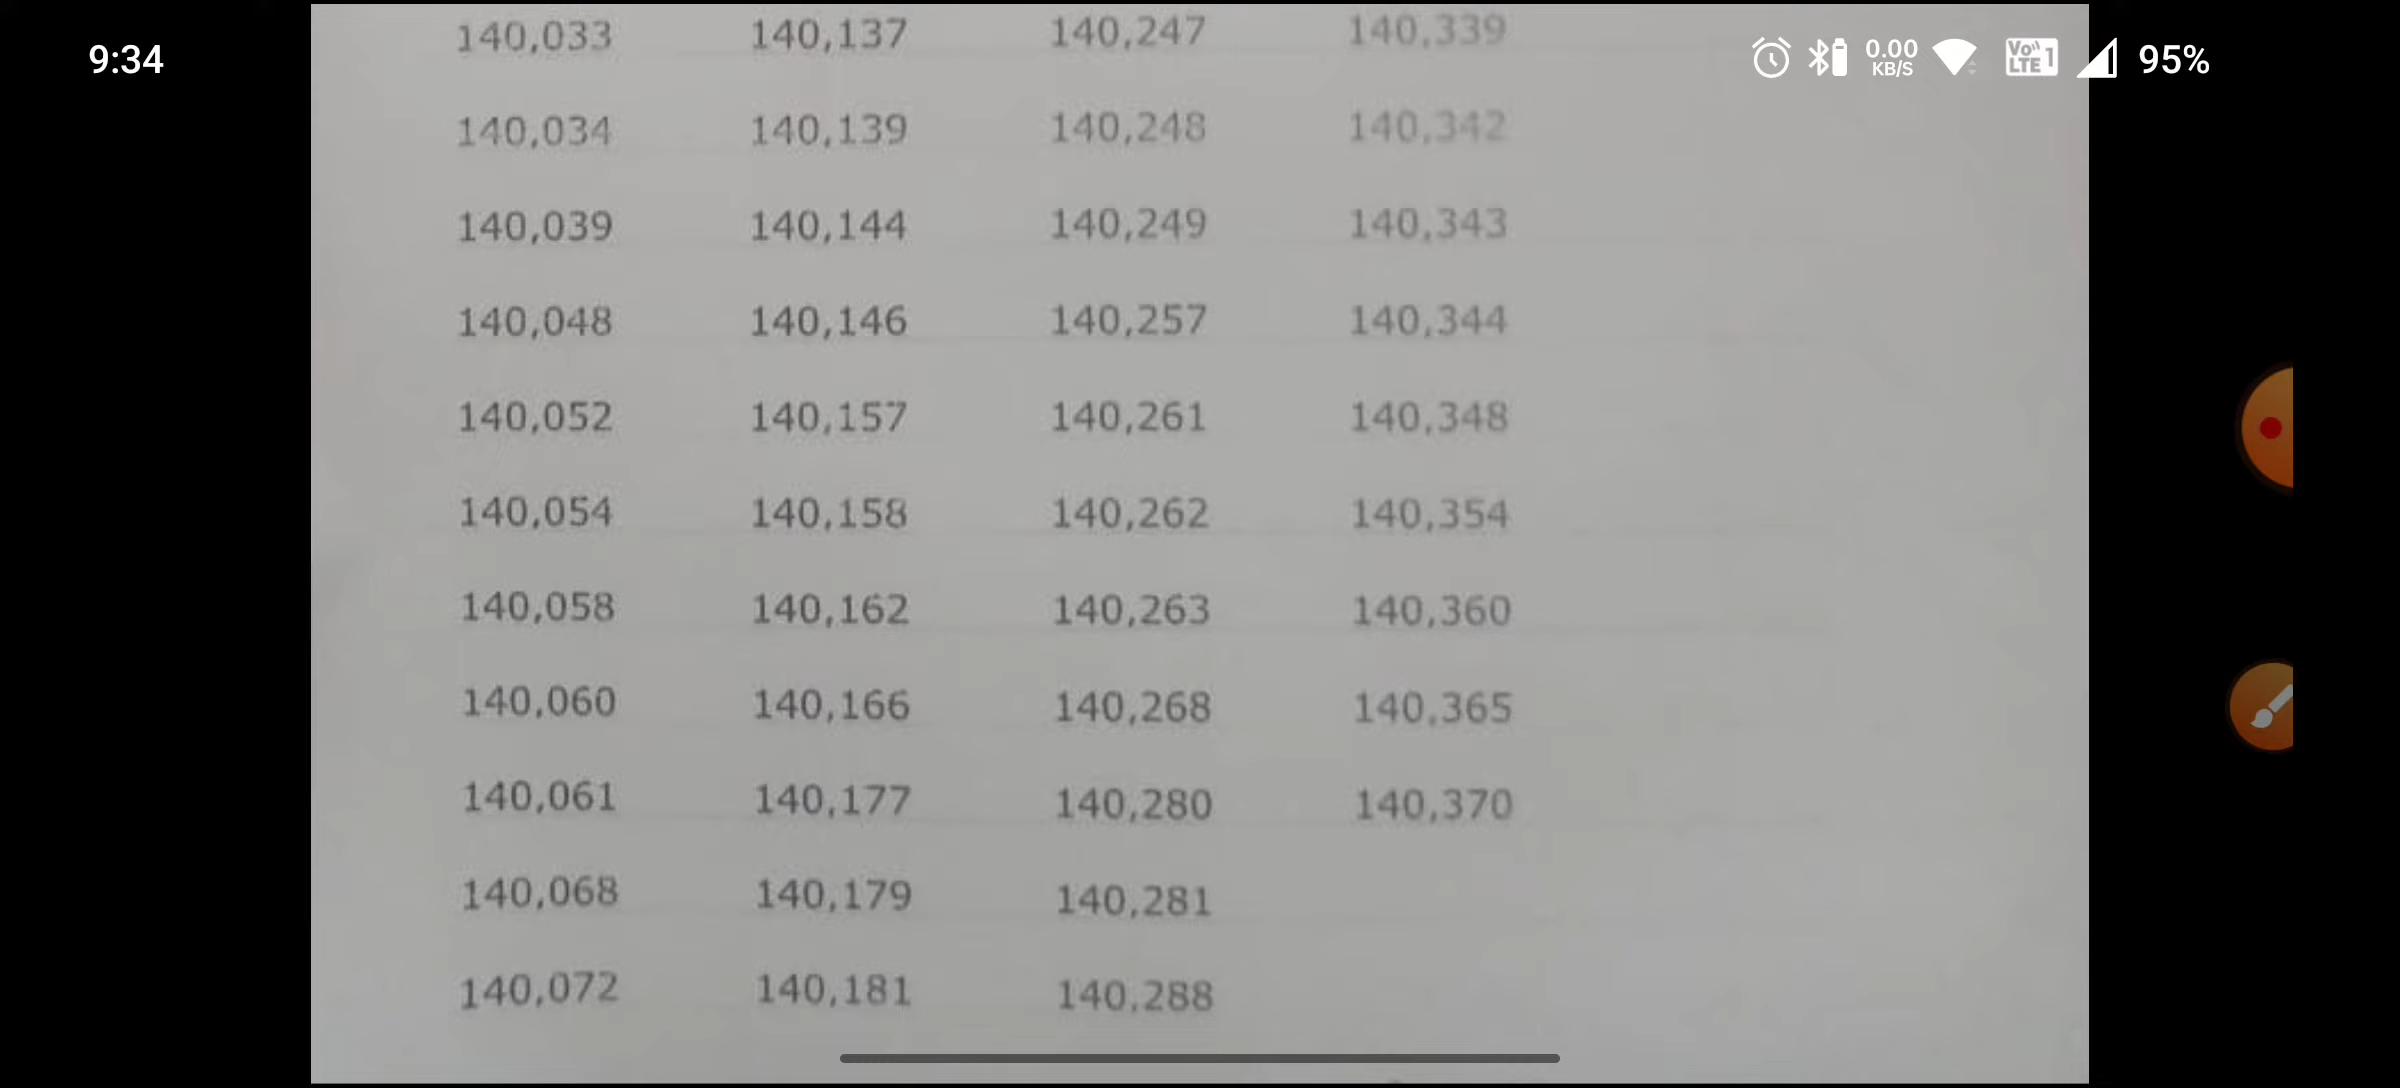 9:34
0.00
KB/S
Vo))
LTE 1
95%
140,033 140,137 140,247 140,339
140,034 140,139 140,248 140,342
140,039 140,144 140,249 140,343
140,048 140,146 140,257 140,344
140,052 140,157 140,261 140,348
140,054 140,158 140,262 140,354
140,058 140,162 140,263 140,360
140,060 140,166 140,268 140,365
140,061 140,177 140,280 140,370
140,068 140,179 140,281
140,072 140,181 140,288